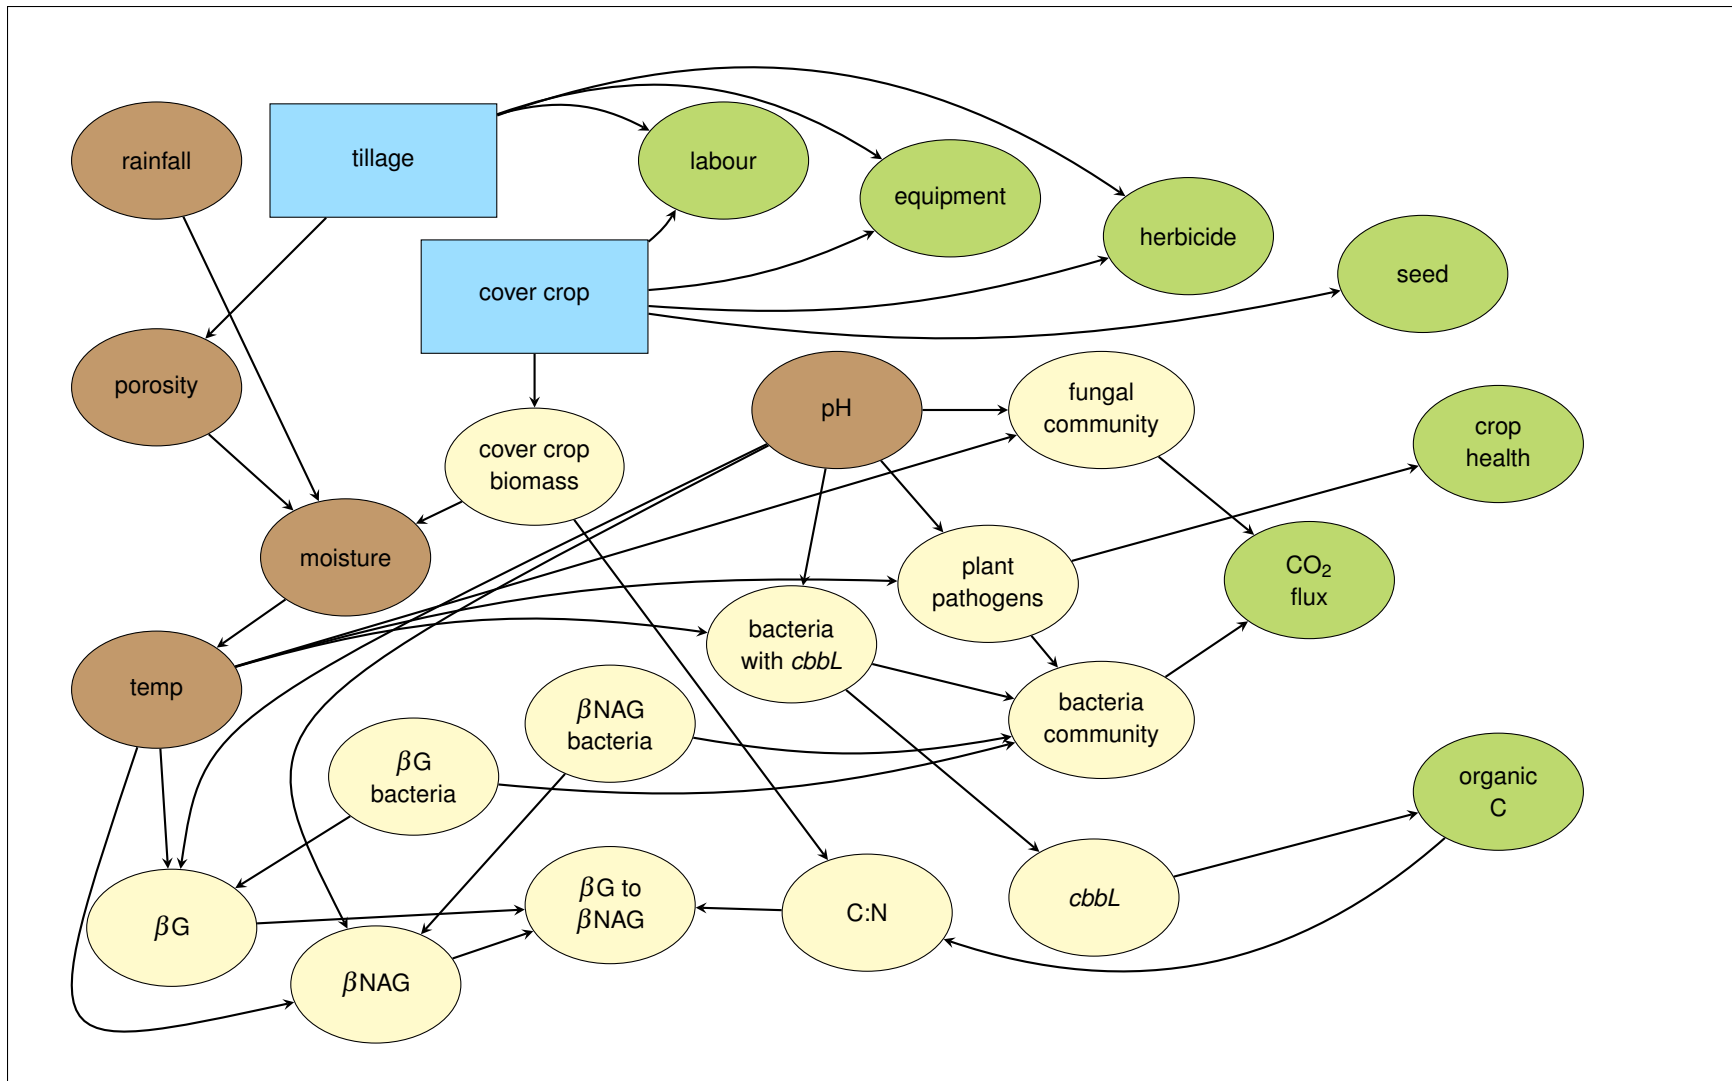 rainfall
tillage
labour
equipment
herbicide
seed
cover crop
porosity
pH
fungal
community
crop
health
cover crop
biomass
moisture
plant
pathogens
CO₂
flux
bacteria
with cbbL
temp
βNAG
bacteria
bacteria
community
βG
bacteria
organic
C
βG to
βNAG
C:N
cbbL
βG
βNAG